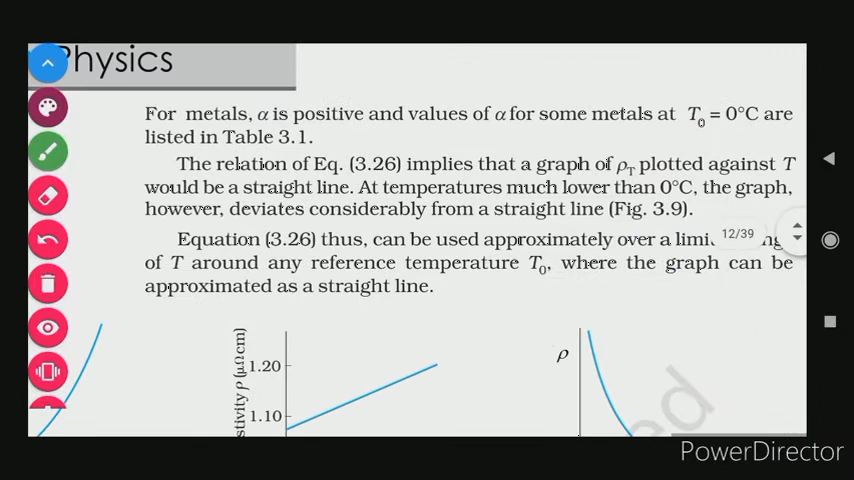 Physics
For metals, α is positive and values of α for some metals at T₀ = 0°C are
listed in Table 3.1.
The relation of Eq. (3.26) implies that a graph of ρ_T plotted against T
would be a straight line. At temperatures much lower than 0°C, the graph,
however, deviates considerably from a straight line (Fig. 3.9).
Equation (3.26) thus, can be used approximately over a
12/39
of T around any reference temperature T₀, where the graph can be
approximated as a straight line.
ρ (μΩcm)
1.20
1.10
ρ
PowerDirector